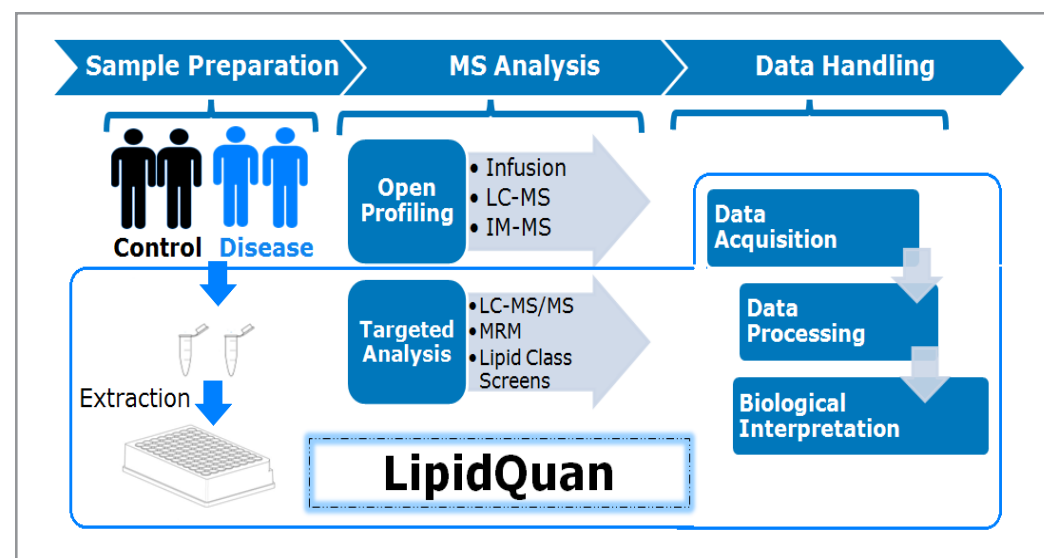 Sample Preparation
MS Analysis
Data Handling
Control Disease
Extraction
Open
Profiling
• Infusion
• LC-MS
• IM-MS
Targeted
Analysis
•LC-MS/MS
•MRM
•Lipid Class
Screens
LipidQuan
Data
Acquisition
Data
Processing
Biological
Interpretation